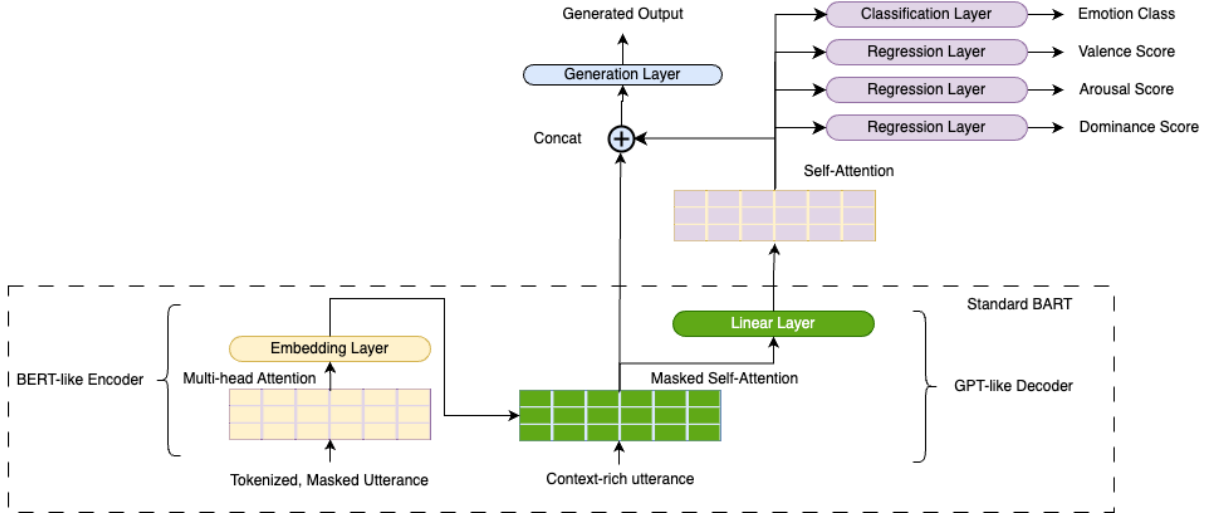 Generated Output
Classification Layer
Emotion Class
Generation Layer
Regression Layer
Valence Score
Regression Layer
Arousal Score
Concat
Regression Layer
Dominance Score
Self-Attention
Standard BART
Linear Layer
Embedding Layer
BERT-like Encoder
Multi-head Attention
Masked Self-Attention
GPT-like Decoder
Tokenized, Masked Utterance
Context-rich utterance